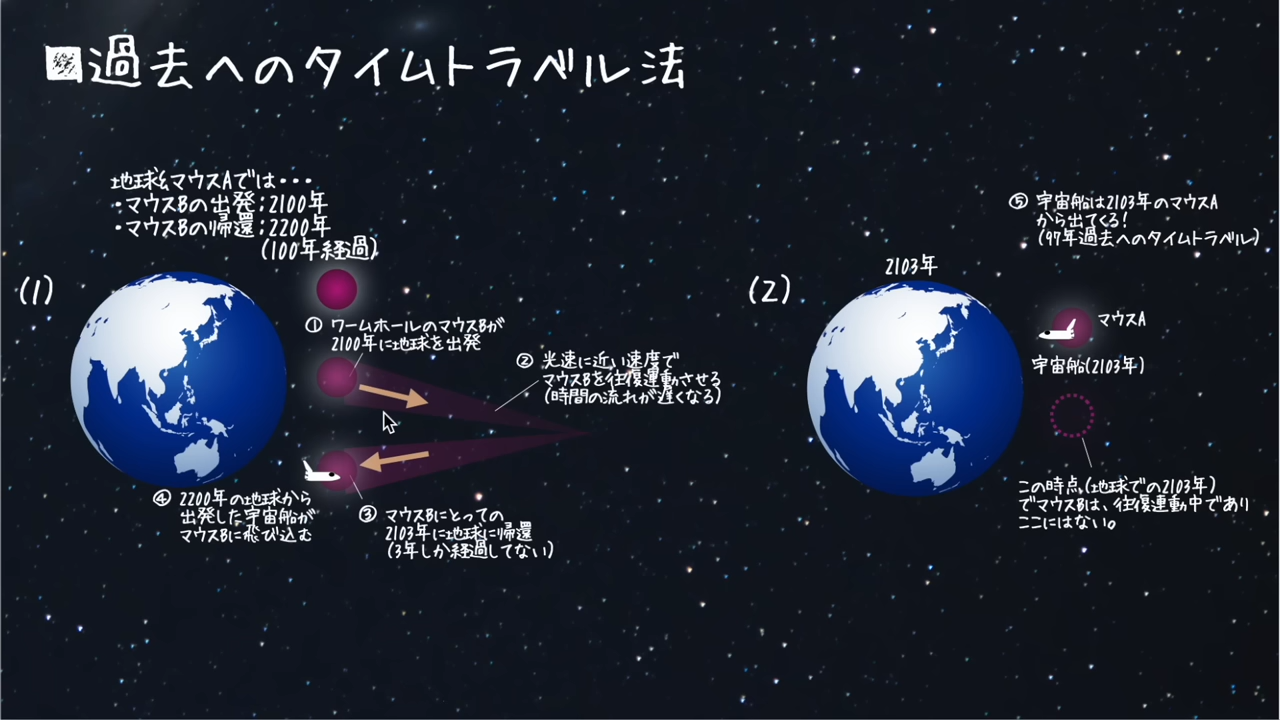 過去へのタイムトラベル法
地球&マウスAでは・・・
・マウスBの出発：2100年
・マウスBの帰還：2200年
（100年経過）
(1)
① ワームホールのマウスBが
2100年に地球を出発
② 光速に近い速度で
マウスBを往復運動させる
（時間の流れが遅くなる）
④ 2200年の地球から
出発した宇宙船が
マウスBに飛び込む
③ マウスBにとっての
2103年に地球に帰還
（3年しか経過してない）
(2)
2103年
⑤ 宇宙船は2103年のマウスA
から出てくる！
（97年過去へのタイムトラベル）
マウスA
宇宙船（2103年）
この時点（地球での2103年）
でマウスBは、往復運動中であり
ここにはない。